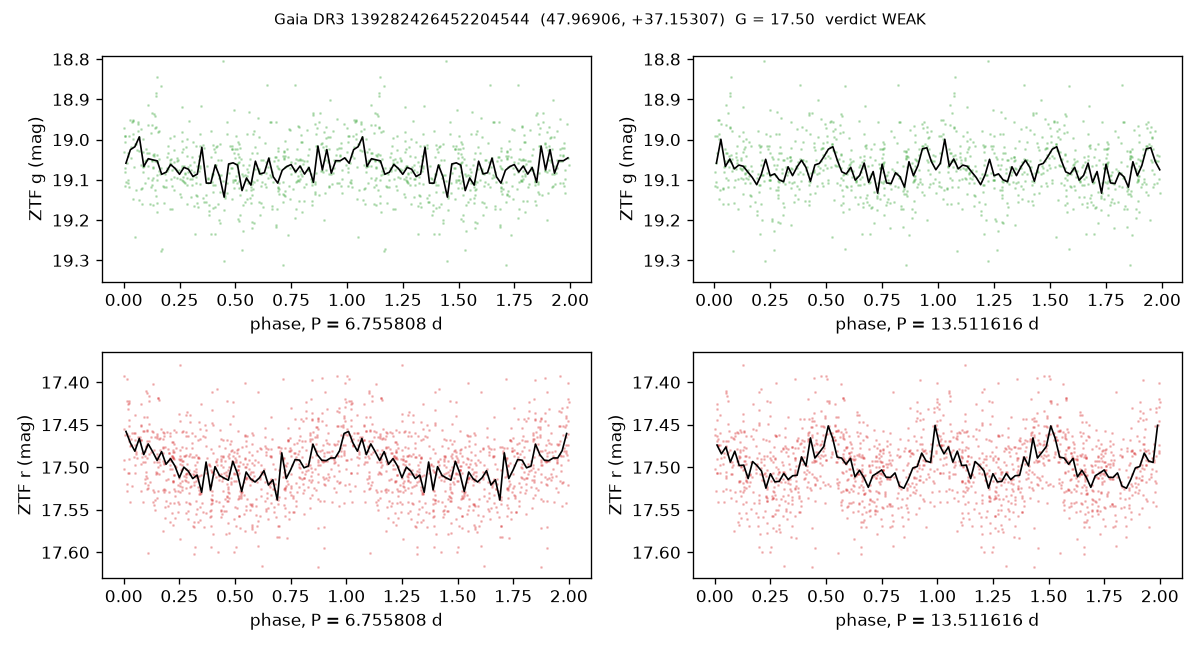 Gaia DR3 139282426452204544  (47.96906, +37.15307)  G = 17.50  verdict WEAK
18.8
18.9
19.0
19.1
19.2
19.3
ZTF g (mag)
0.00 0.25 0.50 0.75 1.00 1.25 1.50 1.75 2.00
phase, P = 6.755808 d
18.8
18.9
19.0
19.1
19.2
19.3
ZTF g (mag)
0.00 0.25 0.50 0.75 1.00 1.25 1.50 1.75 2.00
phase, P = 13.511616 d
17.40
17.45
17.50
17.55
17.60
ZTF r (mag)
0.00 0.25 0.50 0.75 1.00 1.25 1.50 1.75 2.00
phase, P = 6.755808 d
17.40
17.45
17.50
17.55
17.60
ZTF r (mag)
0.00 0.25 0.50 0.75 1.00 1.25 1.50 1.75 2.00
phase, P = 13.511616 d